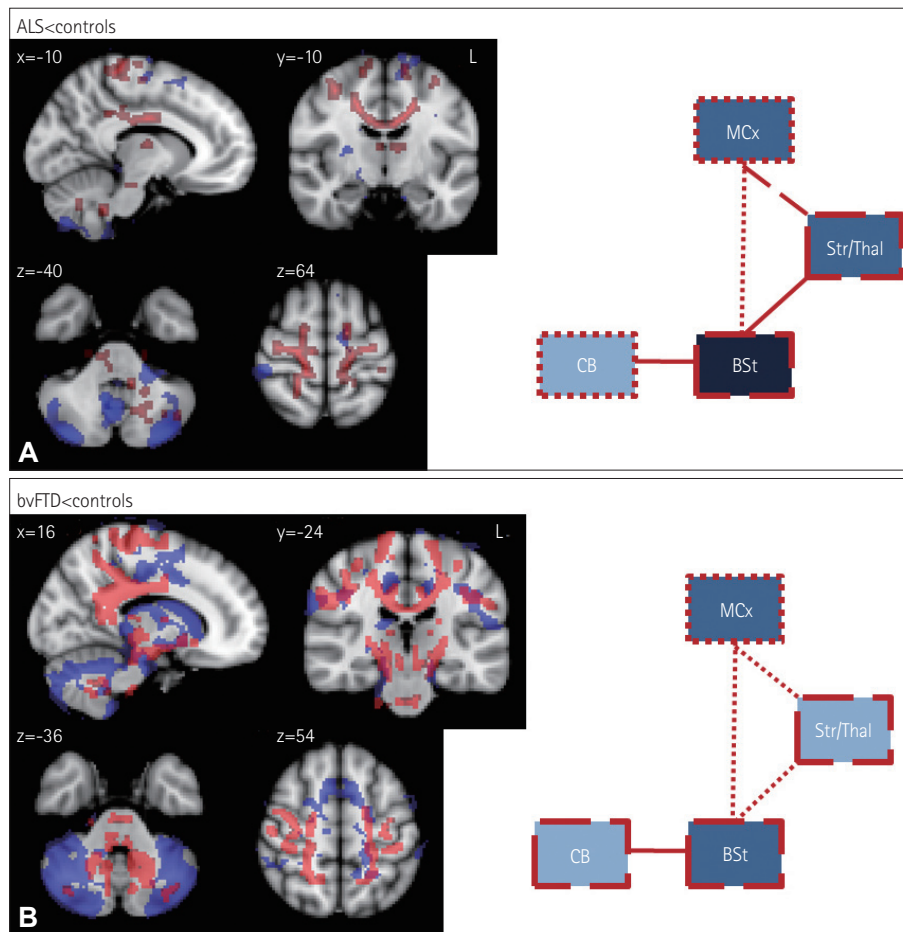 ALS<controls
x=-10
y=-10
L
z=-40
z=64
A
MCx
Str/Thal
CB
BSt
bvFTD<controls
x=16
y=-24
L
z=-36
z=54
B
MCx
Str/Thal
CB
BSt